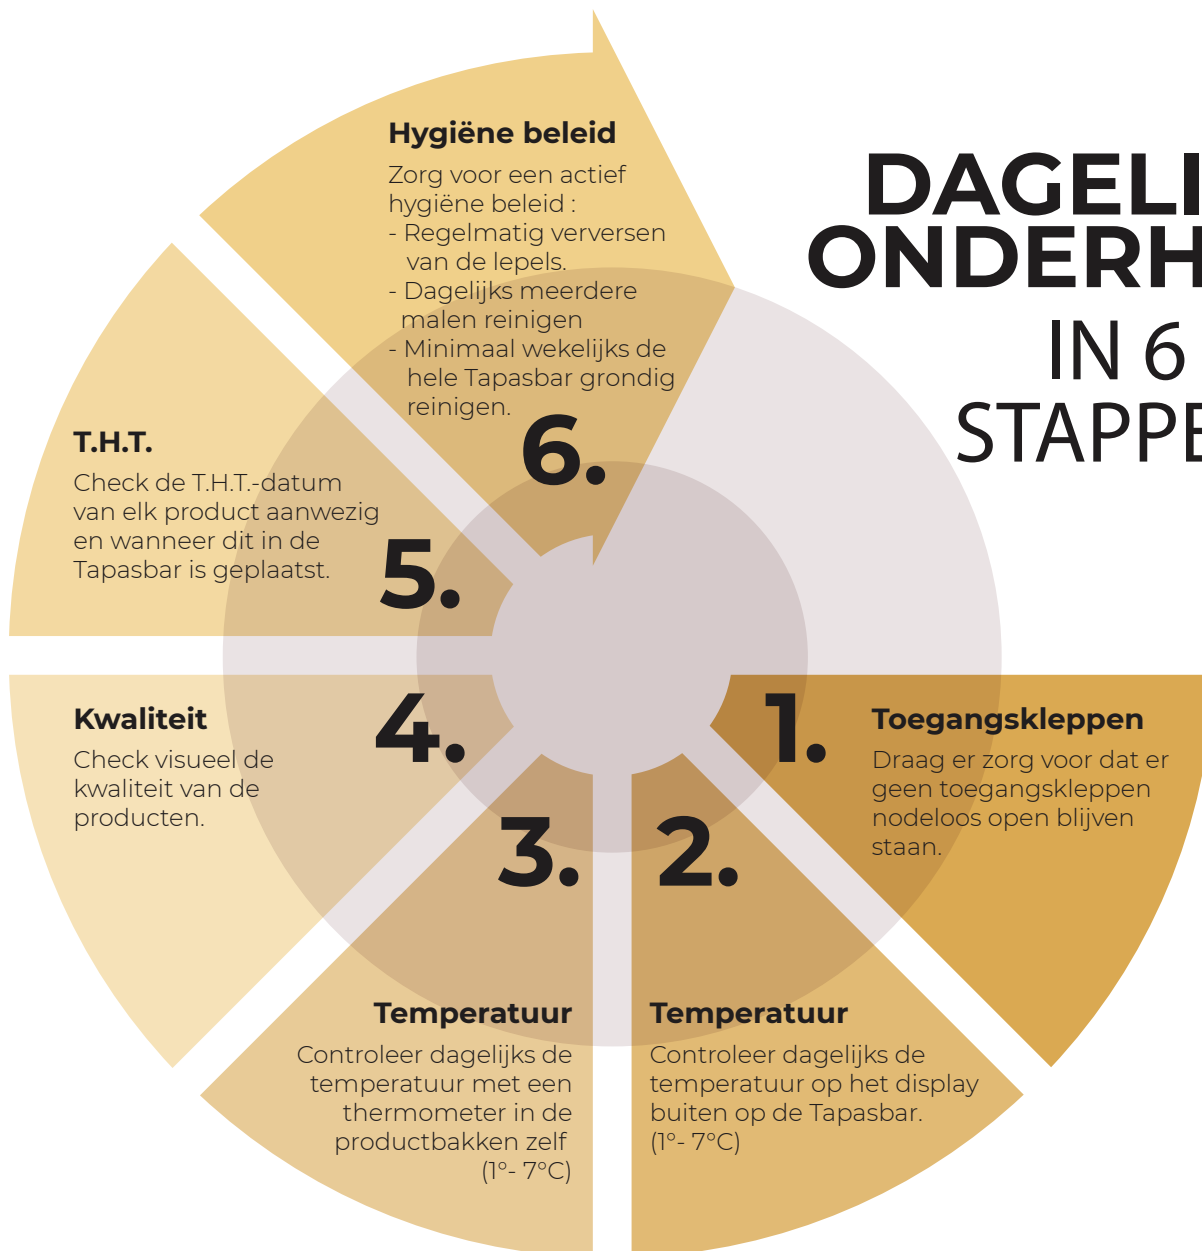 DAGELI
ONDERH
IN 6
STAPPE
1.
Toegangskleppen
Draag er zorg voor dat er
geen toegangskleppen
nodeloos open blijven
staan.
2.
Temperatuur
Controleer dagelijks de
temperatuur op het display
buiten op de Tapasbar.
(1°- 7°C)
3.
Temperatuur
Controleer dagelijks de
temperatuur met een
thermometer in de
productbakken zelf
(1°- 7°C)
4.
Kwaliteit
Check visueel de
kwaliteit van de
producten.
5.
T.H.T.
Check de T.H.T.-datum
van elk product aanwezig
en wanneer dit in de
Tapasbar is geplaatst.
6.
Hygiëne beleid
Zorg voor een actief
hygiëne beleid :
- Regelmatig verversen
van de lepels.
- Dagelijks meerdere
malen reinigen
- Minimaal wekelijks de
hele Tapasbar grondig
reinigen.